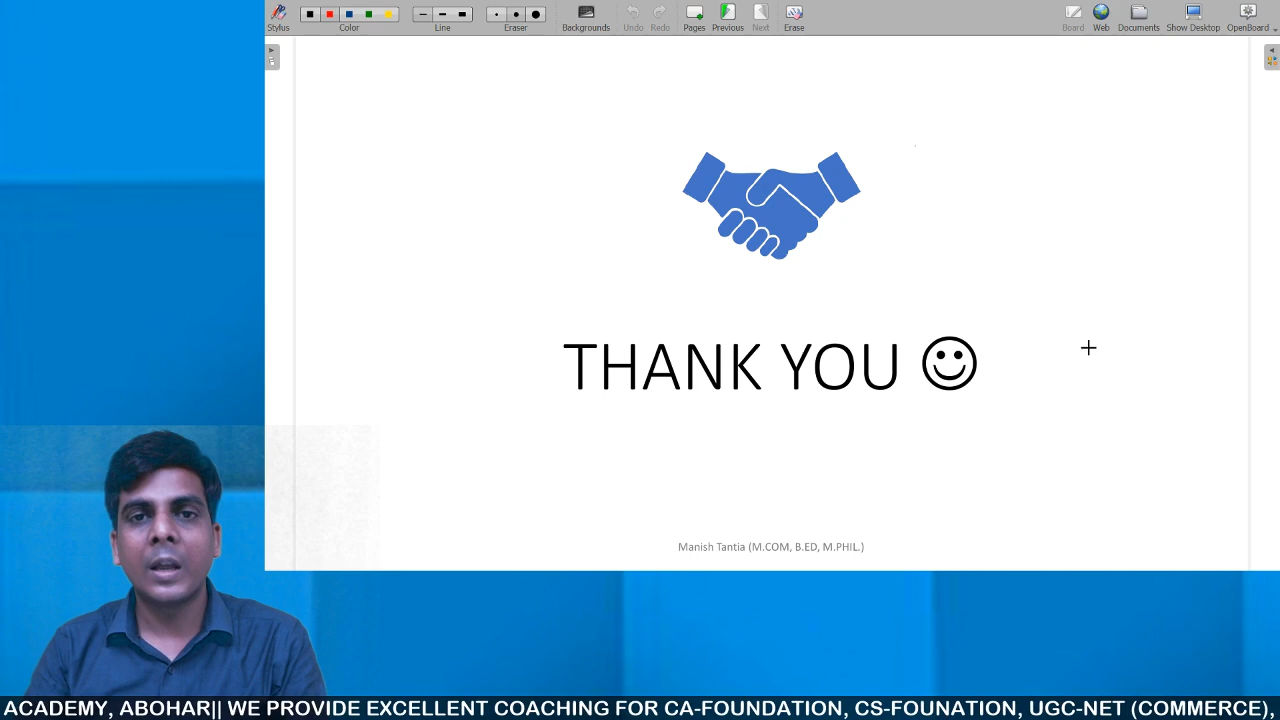 Stylus
Color
Line
Eraser
Backgrounds
Undo
Redo
Pages
Previous
Next
Erase
Board
Web
Documents
Show Desktop
OpenBoard
THANK YOU
Manish Tantia (M.COM, B.ED, M.PHIL.)
ACADEMY, ABOHAR|| WE PROVIDE EXCELLENT COACHING FOR CA-FOUNDATION, CS-FOUNATION, UGC-NET (COMMERCE),